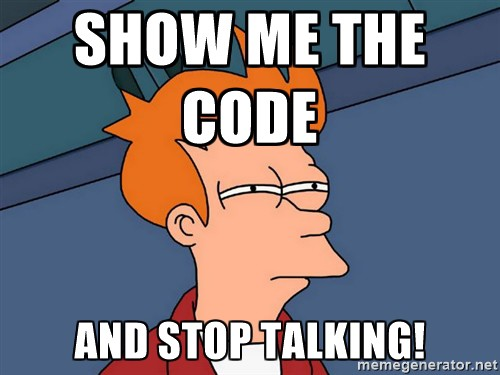 SHOW ME THE
CODE
AND STOP TALKING!
memegenerator.net